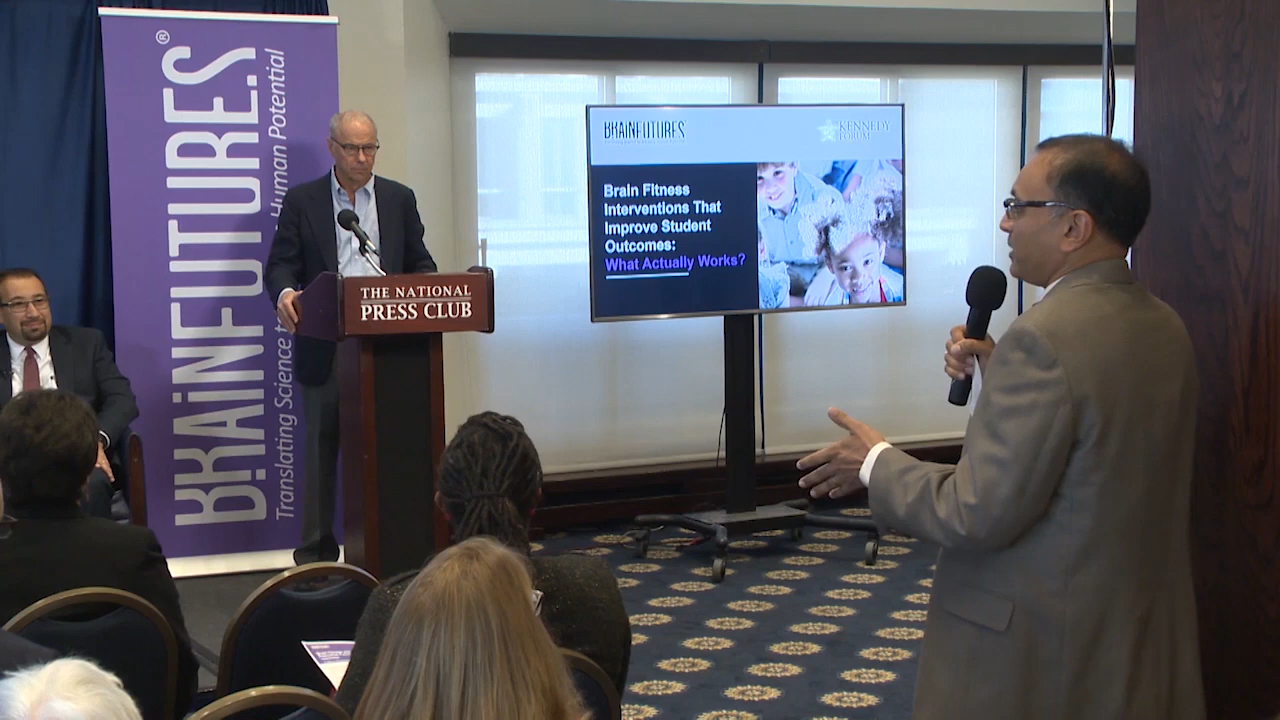 BRAINFUTURES®
Translating Science t
Human Potential
THE NATIONAL
PRESS CLUB
BRAINFUTURES
KENNEDY
FORUM
Brain Fitness
Interventions That
Improve Student
Outcomes:
What Actually Works?